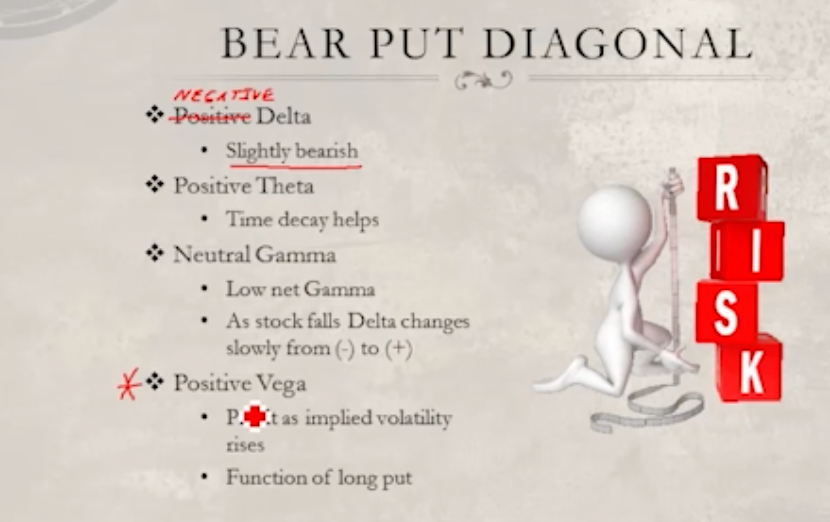 BEAR PUT DIAGONAL
NEGATIVE
Positive Delta
Slightly bearish
Positive Theta
Time decay helps
Neutral Gamma
Low net Gamma
As stock falls Delta changes
slowly from (-) to (+)
Positive Vega
as implied volatility
rises
Function of long put
R
I
S
K